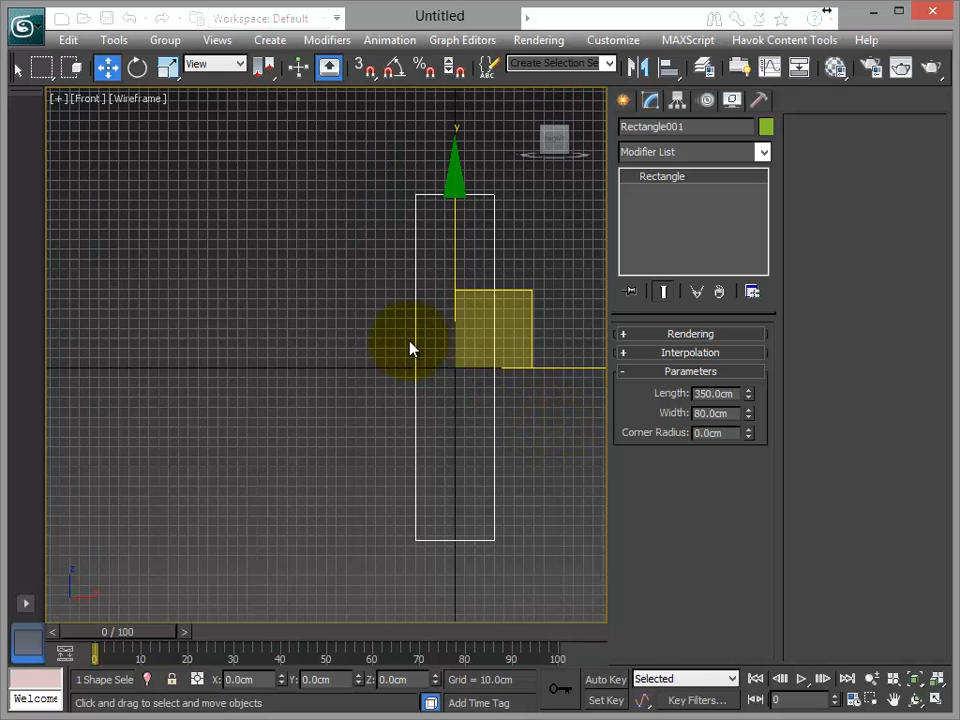 Workspace: Default
Untitled
Edit Tools Group Views Create Modifiers Animation Graph Editors Rendering Customize MAXScript Havok Content Tools Help
View
3
%
ABC
Create Selection Se
[+] [Front] [Wireframe]
y
FRONT
Rectangle001
Modifier List
Rectangle
+ Rendering
+ Interpolation
- Parameters
Length: 350.0cm
Width: 80.0cm
Corner Radius: 0.0cm
z
x
< 0 / 100 >
0 10 20 30 40 50 60 70 80 90 100
1 Shape Sele X: 0.0cm Y: 0.0cm Z: 0.0cm Grid = 10.0cm Auto Key Selected
Welcome Click and drag to select and move objects Add Time Tag Set Key Key Filters... 0